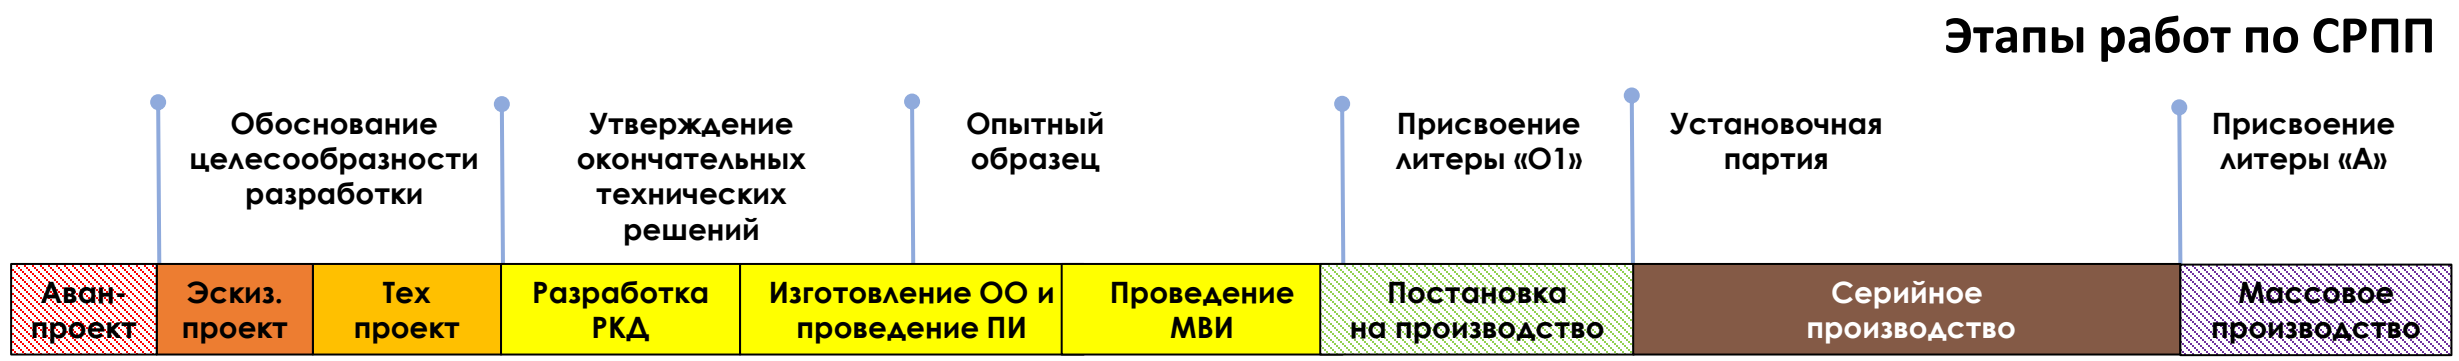 Этапы работ по СРПП
Обоснование
целесообразности
разработки
Утверждение
окончательных
технических
решений
Опытный
образец
Присвоение
литеры «О1»
Установочная
партия
Присвоение
литеры «А»
Аван-
проект
Эскиз.
проект
Тех
проект
Разработка
РКД
Изготовление ОО и
проведение ПИ
Проведение
МВИ
Постановка
на производство
Серийное
производство
Массовое
производство